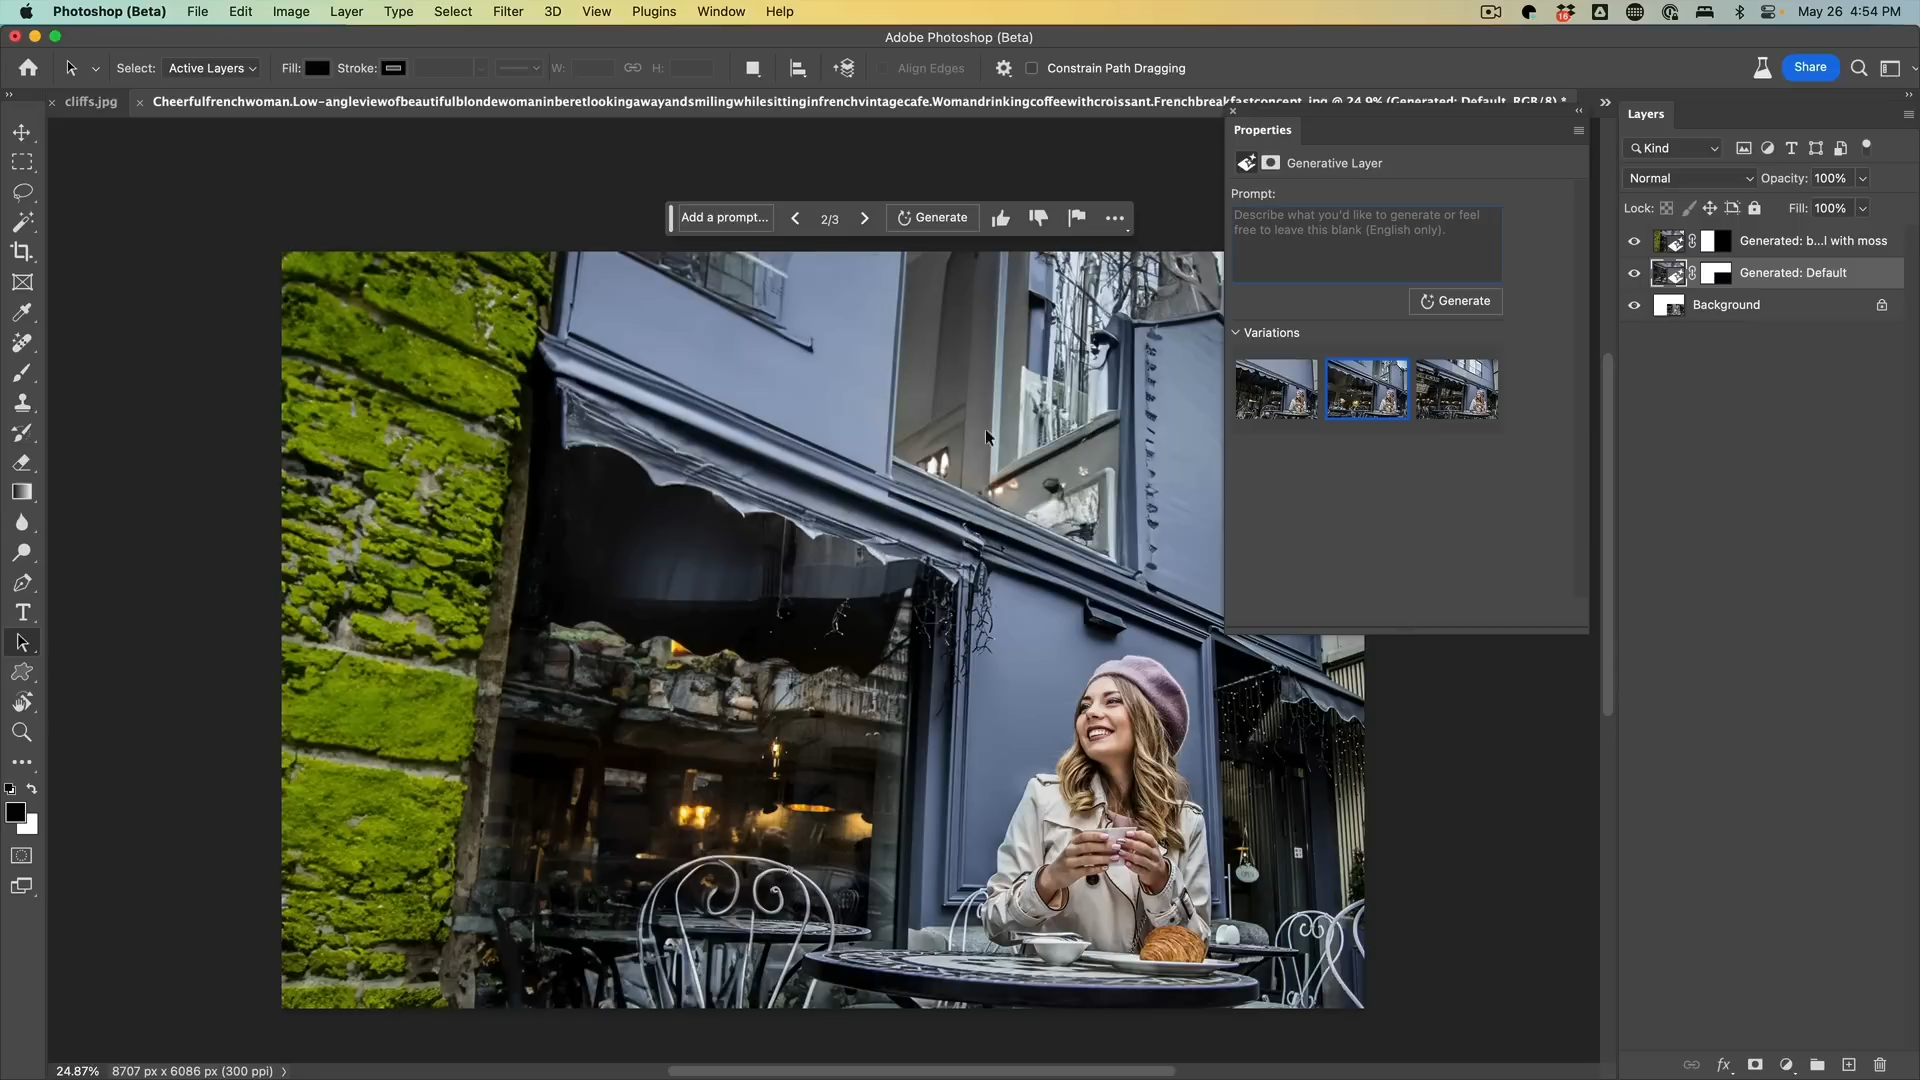 Photoshop (Beta) File Edit Image Layer Type Select Filter 3D View Plugins Window Help 16 May 26 4:54 PM
Adobe Photoshop (Beta)
Select: Active Layers Fill: Stroke: W: H: Align Edges Constrain Path Dragging Share
cliffs.jpg Cheerfulfrenchwoman.Low-angleviewofbeautifulblondewomaninberetlookingawayandsmilingwhilesittinginfrenchvintagecafe.Womandrinkingcoffeewithcroissant.Frenchbreakfastconcept.jpg @ 24.9% (Generated: Default, RGB/8) *
Layers
Properties
Kind
Generative Layer
Normal Opacity: 100%
Prompt:
Lock: Fill: 100%
Add a prompt... 2/3 Generate
Describe what you'd like to generate or feel
free to leave this blank (English only).
Generated: b...l with moss
Generated: Default
Generate
Background
Variations
T
24.87% 8707 px x 6086 px (300 ppi)
fx